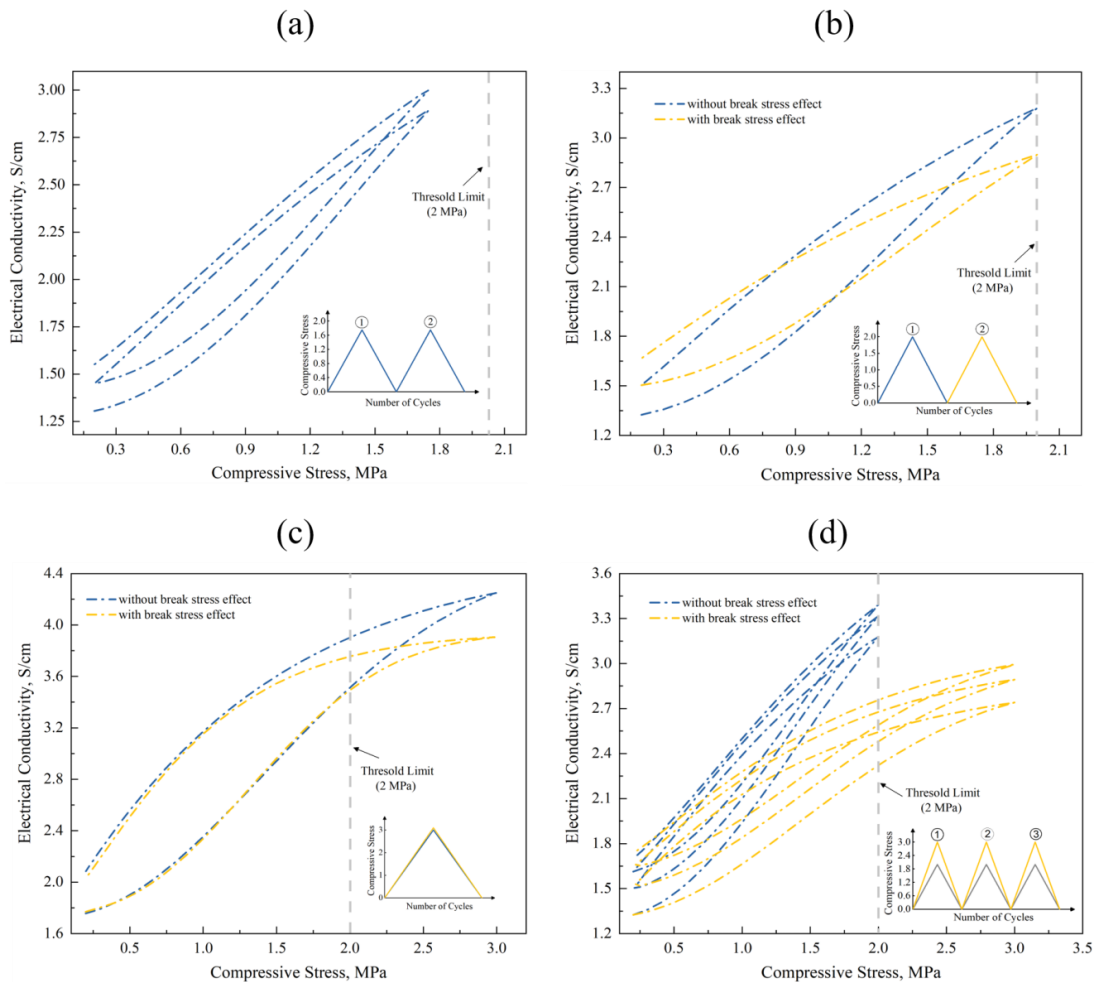 (a)
Electrical Conductivity, S/cm
3.00
2.75
2.50
2.25
2.00
1.75
1.50
1.25
Thresold Limit
(2 MPa)
Compressive Stress
2.0
1.6
1.2
0.8
0.4
0.0
①
②
Number of Cycles
0.3
0.6
0.9
1.2
1.5
1.8
2.1
Compressive Stress, MPa
(b)
Electrical Conductivity, S/cm
3.3
3.0
2.7
2.4
2.1
1.8
1.5
1.2
without break stress effect
with break stress effect
Thresold Limit
(2 MPa)
Compressive Stress
2.0
1.5
1.0
0.5
0.0
①
②
Number of Cycles
0.3
0.6
0.9
1.2
1.5
1.8
2.1
Compressive Stress, MPa
(c)
Electrical Conductivity, S/cm
4.4
4.0
3.6
3.2
2.8
2.4
2.0
1.6
without break stress effect
with break stress effect
Thresold Limit
(2 MPa)
Compressive Stress
3
2
1
0
Number of Cycles
0.5
1.0
1.5
2.0
2.5
3.0
Compressive Stress, MPa
(d)
Electrical Conductivity, S/cm
3.6
3.3
3.0
2.7
2.4
2.1
1.8
1.5
1.2
without break stress effect
with break stress effect
Thresold Limit
(2 MPa)
Compressive Stress
3.0
2.4
1.8
1.2
0.6
0.0
①
②
③
Number of Cycles
0.5
1.0
1.5
2.0
2.5
3.0
3.5
Compressive Stress, MPa